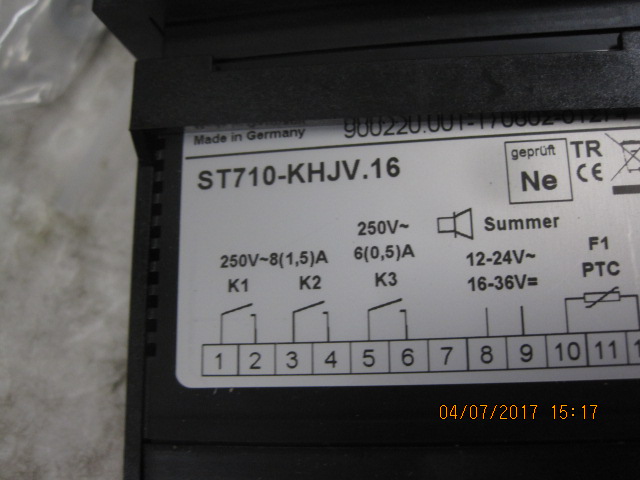 Made in Germany
ST710-KHJV.16
geprüft
Ne
TR
CE
250V~
6(0,5)A
Summer
250V~8(1,5)A
12-24V~
16-36V=
F1
PTC
K1 K2 K3
1 2 3 4 5 6 7 8 9 10 11
04/07/2017 15:17